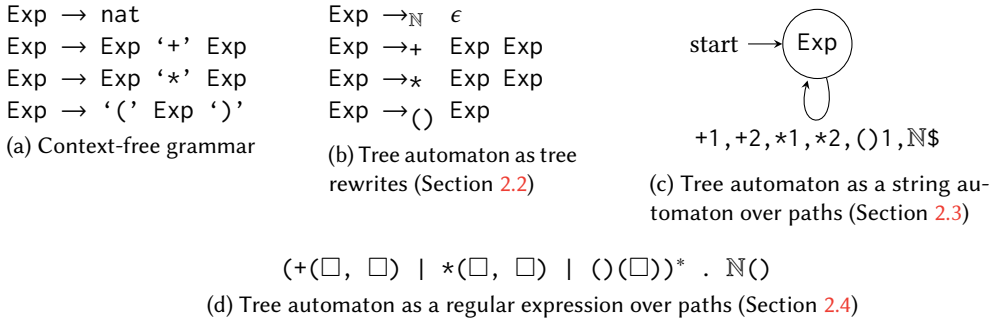 Exp → nat
Exp → Exp ‘+’ Exp
Exp → Exp ‘*’ Exp
Exp → ‘(’ Exp ‘)’
(a) Context-free grammar
Exp →ℕ ϵ
Exp →+ Exp Exp
Exp →* Exp Exp
Exp →() Exp
(b) Tree automaton as tree
rewrites (Section 2.2)
start
Exp
+1,+2,*1,*2,()1,ℕ$
(c) Tree automaton as a string au-
tomaton over paths (Section 2.3)
(+(□, □) | *(□, □) | ()(□))* . ℕ()
(d) Tree automaton as a regular expression over paths (Section 2.4)